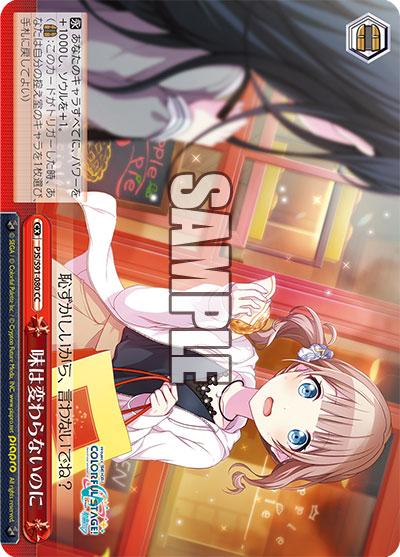 あなたのキャラすべてに、パワーを
+1000し、ソウルを+1。
（:このカードがトリガーした時、あ
なたは自分の控え室のキャラを1枚選び、
手札に戻してよい）
SAMPLE
Apple
Pie
恥ずかしいから、言わないでね？
COLORFUL STAGE!
CX
PJS/S91-080 CC
味は変わらないのに
© SEGA / © Colorful Palette Inc. / © Crypton Future Media, INC. www.piapro.net
piapro
All rights reserved.